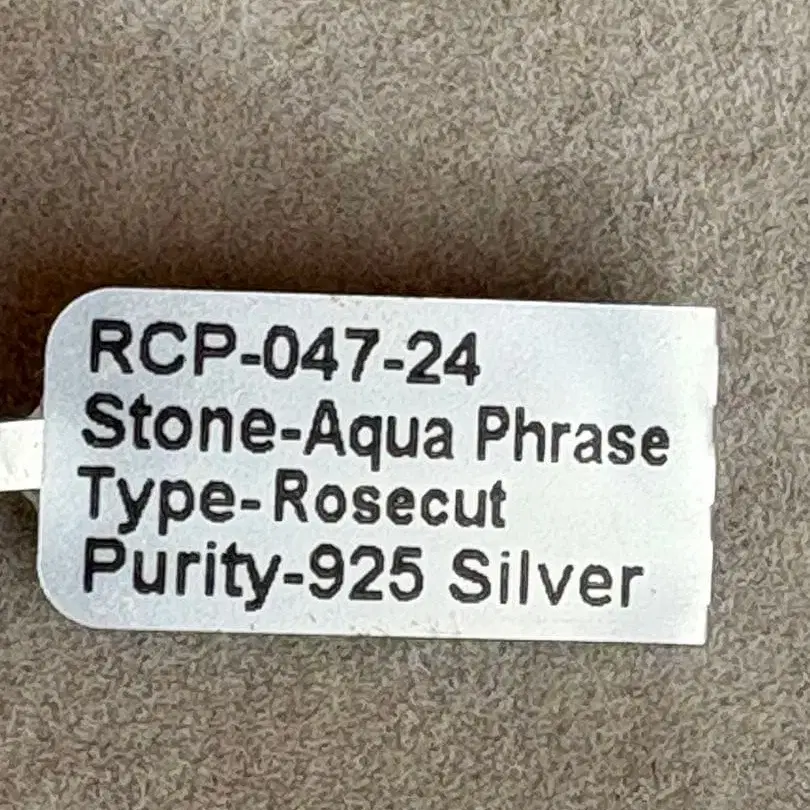 RCP-047-24
Stone-Aqua Phrase
Type-Rosecut
Purity-925 Silver